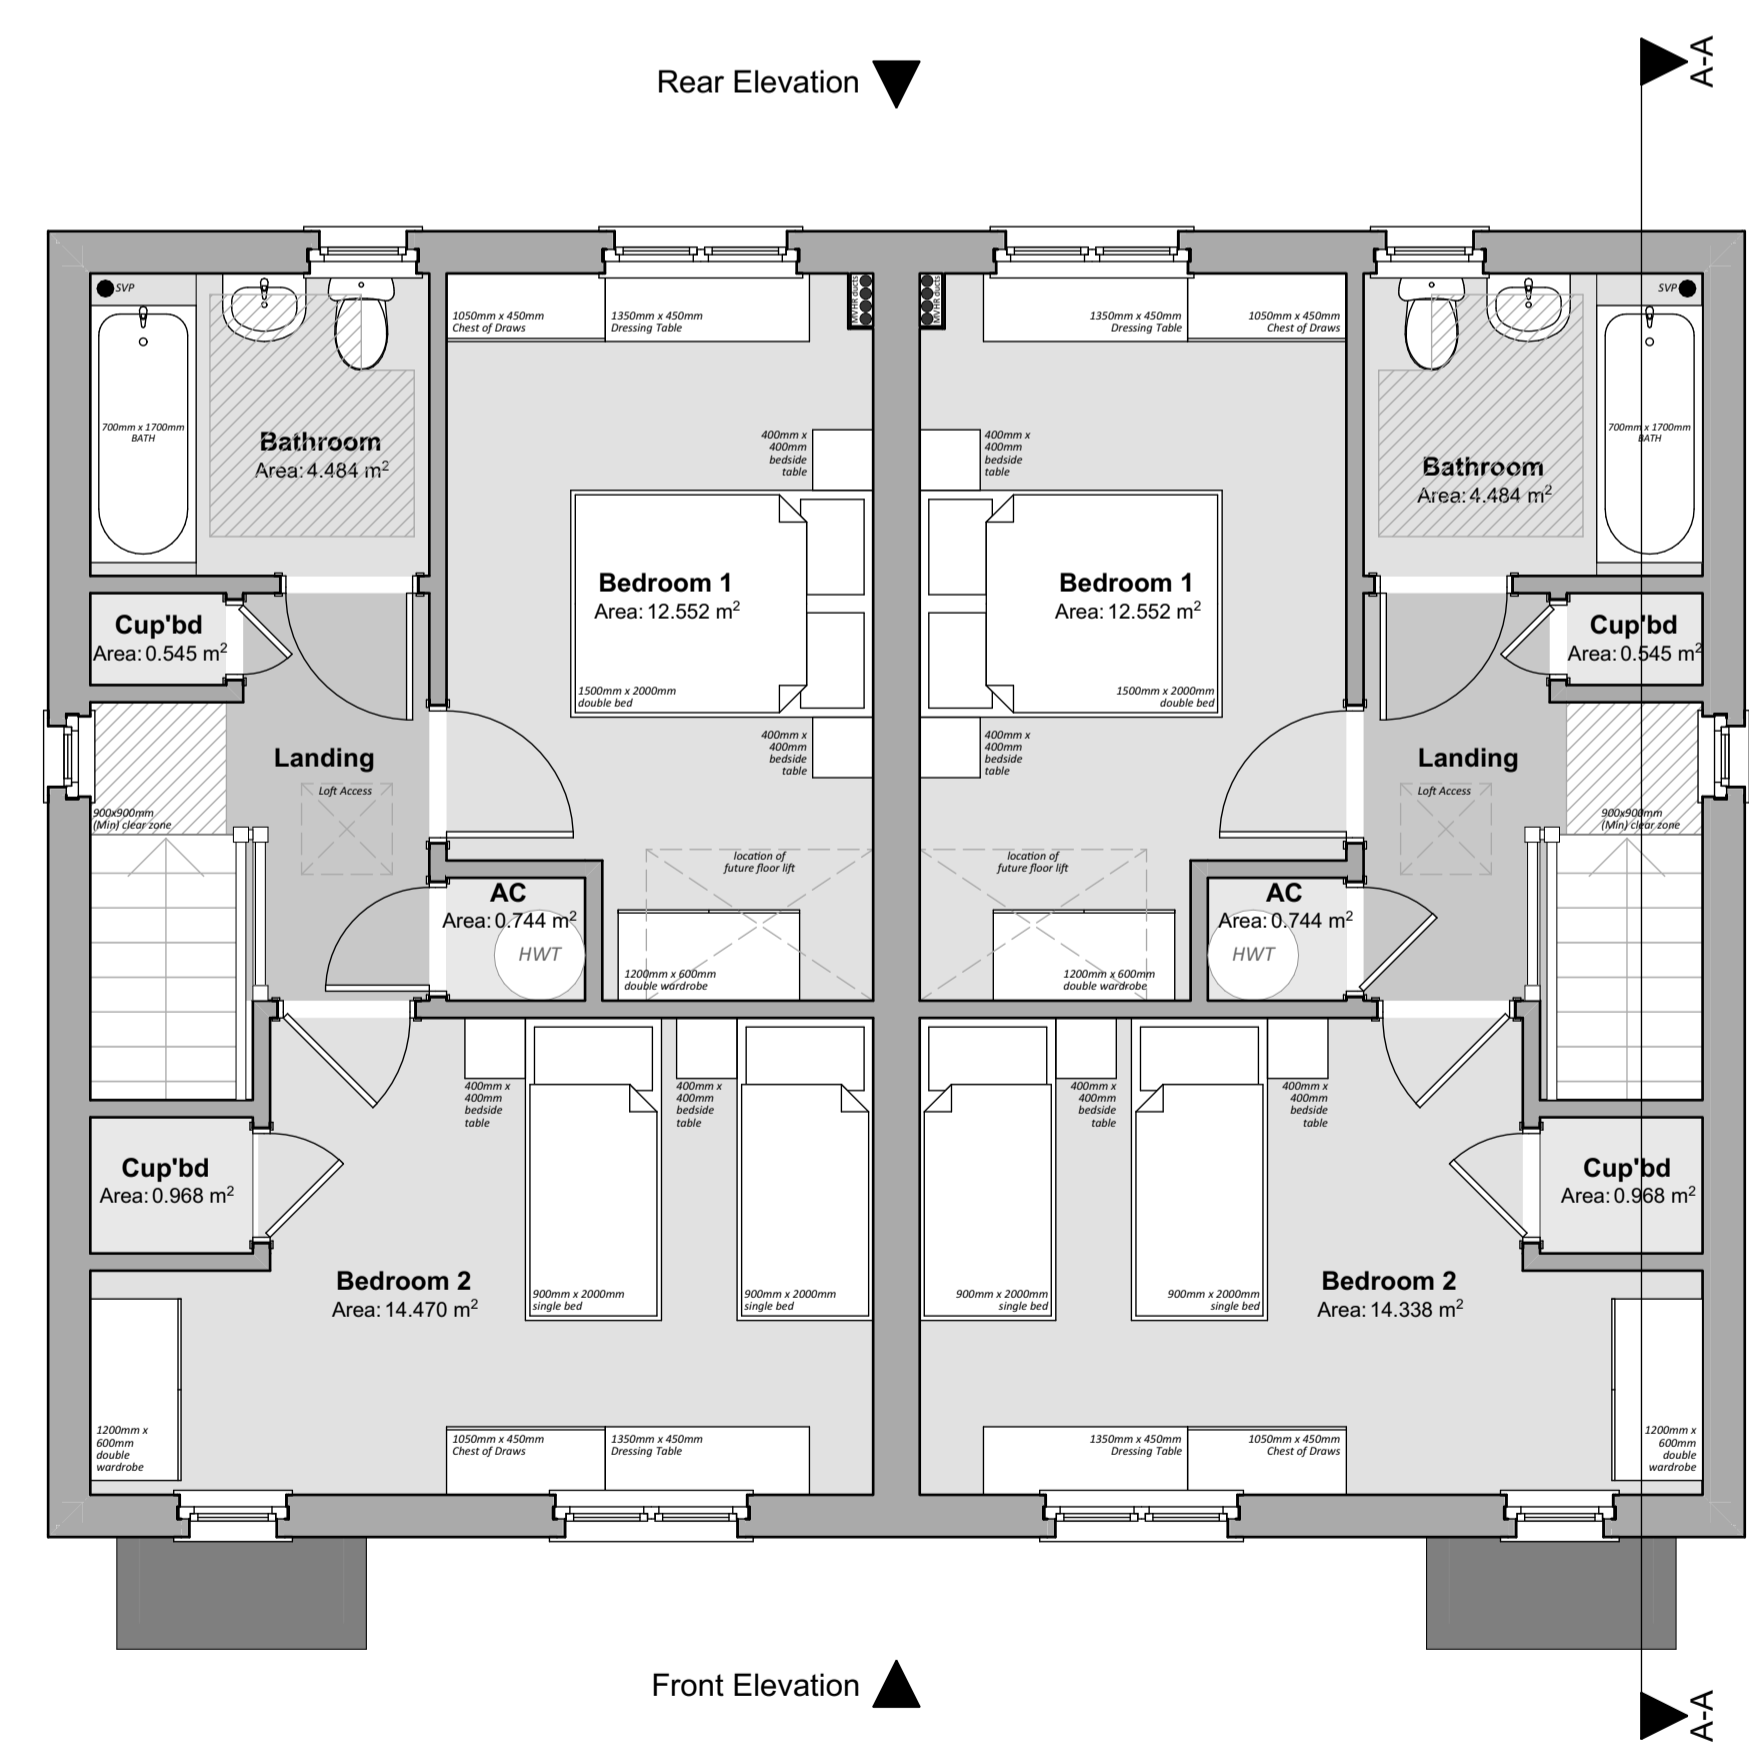 Rear Elevation
A-A
SVP
1050mm x 450mm
Chest of Draws
1350mm x 450mm
Dressing Table
MVHR ducts
MVHR ducts
1350mm x 450mm
Dressing Table
1050mm x 450mm
Chest of Draws
SVP
700mm x 1700mm
BATH
Bathroom
Area: 4.484 m²
400mm x
400mm
bedside
table
400mm x
400mm
bedside
table
Bathroom
Area: 4.484 m²
700mm x 1700mm
BATH
Bedroom 1
Area: 12.552 m²
Bedroom 1
Area: 12.552 m²
Cup'bd
Area: 0.545 m²
Cup'bd
Area: 0.545 m²
1500mm x 2000mm
double bed
1500mm x 2000mm
double bed
400mm x
400mm
bedside
table
400mm x
400mm
bedside
table
Landing
Loft Access
Landing
Loft Access
900x900mm
(Min) clear zone
900x900mm
(Min) clear zone
location of
future floor lift
location of
future floor lift
AC
Area: 0.744 m²
HWT
AC
Area: 0.744 m²
HWT
1200mm x 600mm
double wardrobe
1200mm x 600mm
double wardrobe
400mm x
400mm
bedside
table
400mm x
400mm
bedside
table
400mm x
400mm
bedside
table
400mm x
400mm
bedside
table
Cup'bd
Area: 0.968 m²
Cup'bd
Area: 0.968 m²
Bedroom 2
Area: 14.470 m²
900mm x 2000mm
single bed
900mm x 2000mm
single bed
900mm x 2000mm
single bed
900mm x 2000mm
single bed
Bedroom 2
Area: 14.338 m²
1200mm x
600mm
double
wardrobe
1050mm x 450mm
Chest of Draws
1350mm x 450mm
Dressing Table
1350mm x 450mm
Dressing Table
1050mm x 450mm
Chest of Draws
1200mm x
600mm
double
wardrobe
Front Elevation
A-A